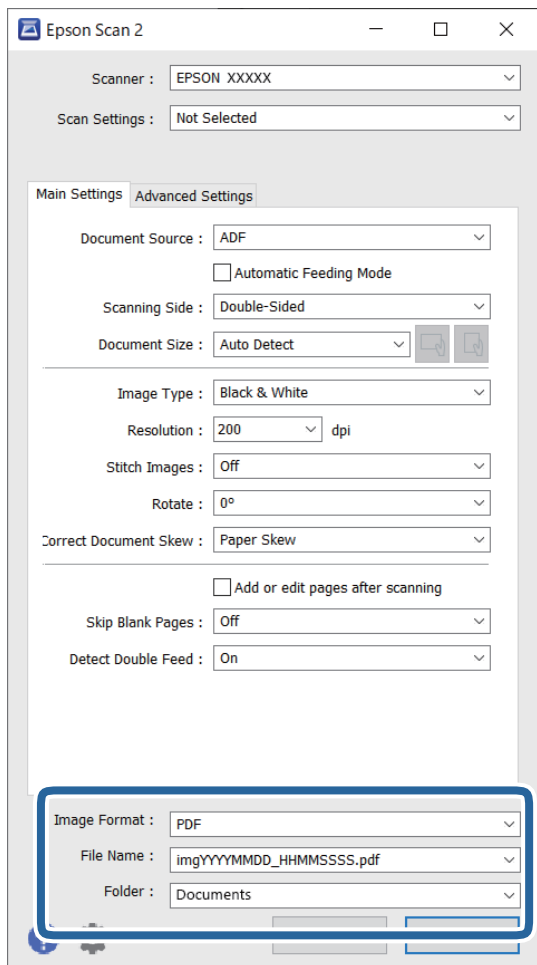 Epson Scan 2
Scanner : EPSON XXXXX
Scan Settings : Not Selected
Main Settings Advanced Settings
Document Source : ADF
Automatic Feeding Mode
Scanning Side : Double-Sided
Document Size : Auto Detect
Image Type : Black & White
Resolution : 200 dpi
Stitch Images : Off
Rotate : 0°
Correct Document Skew : Paper Skew
Add or edit pages after scanning
Skip Blank Pages : Off
Detect Double Feed : On
Image Format : PDF
File Name : imgYYYYMMDD_HHMMSSSS.pdf
Folder : Documents